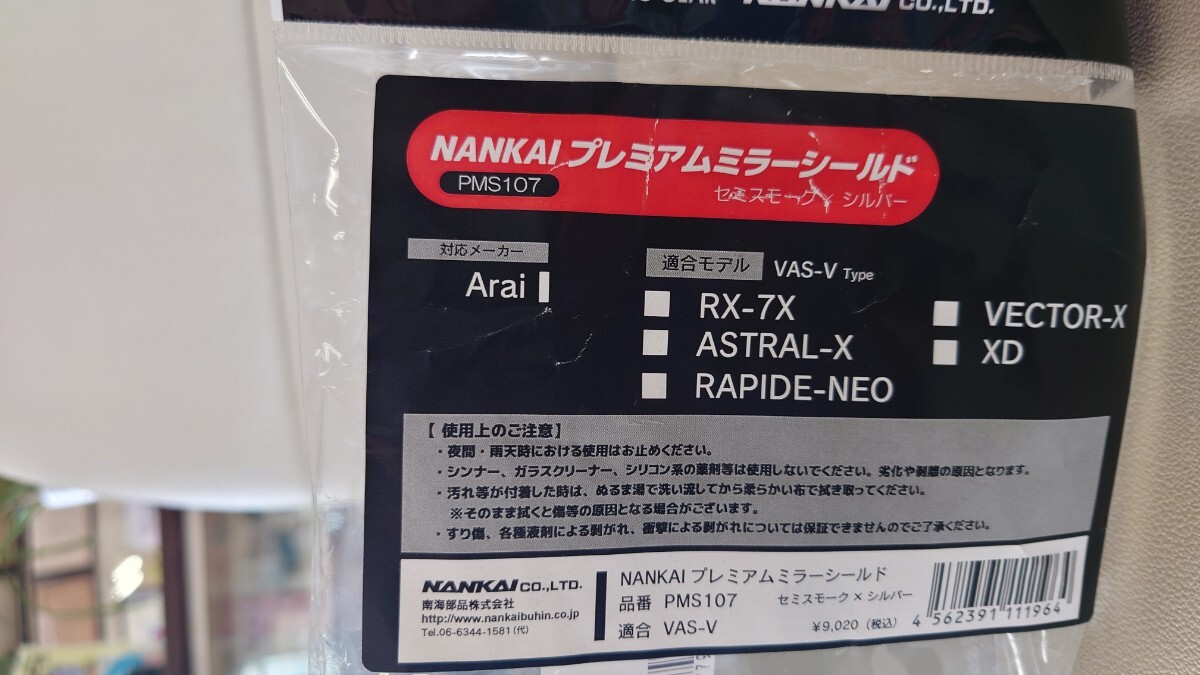 NANKAI CO.,LTD.
NANKAI プレミアムミラーシールド
PMS107
セミスモーク × シルバー
対応メーカー
Arai
適合モデル VAS-V Type
RX-7X
ASTRAL-X
RAPIDE-NEO
VECTOR-X
XD
【 使用上のご注意】
・夜間・雨天時における使用はお止めください。
・シンナー、ガラスクリーナー、シリコン系の薬剤等は使用しないでください。劣化や剥離の原因となります。
・汚れ等が付着した時は、ぬるま湯で洗い流してから柔らかい布で拭き取ってください。
※そのまま拭くと傷等の原因となる場合がございます。
・すり傷、各種液剤による剥がれ、衝撃による剥がれについては保証できませんのでご了承ください。
NANKAI CO.,LTD.
南海部品株式会社
http://www.nankaibuhin.co.jp
Tel.06-6344-1581(代)
NANKAI プレミアムミラーシールド
品番 PMS107 セミスモーク × シルバー
適合 VAS-V ¥9,020(税込)
4 562391 111964